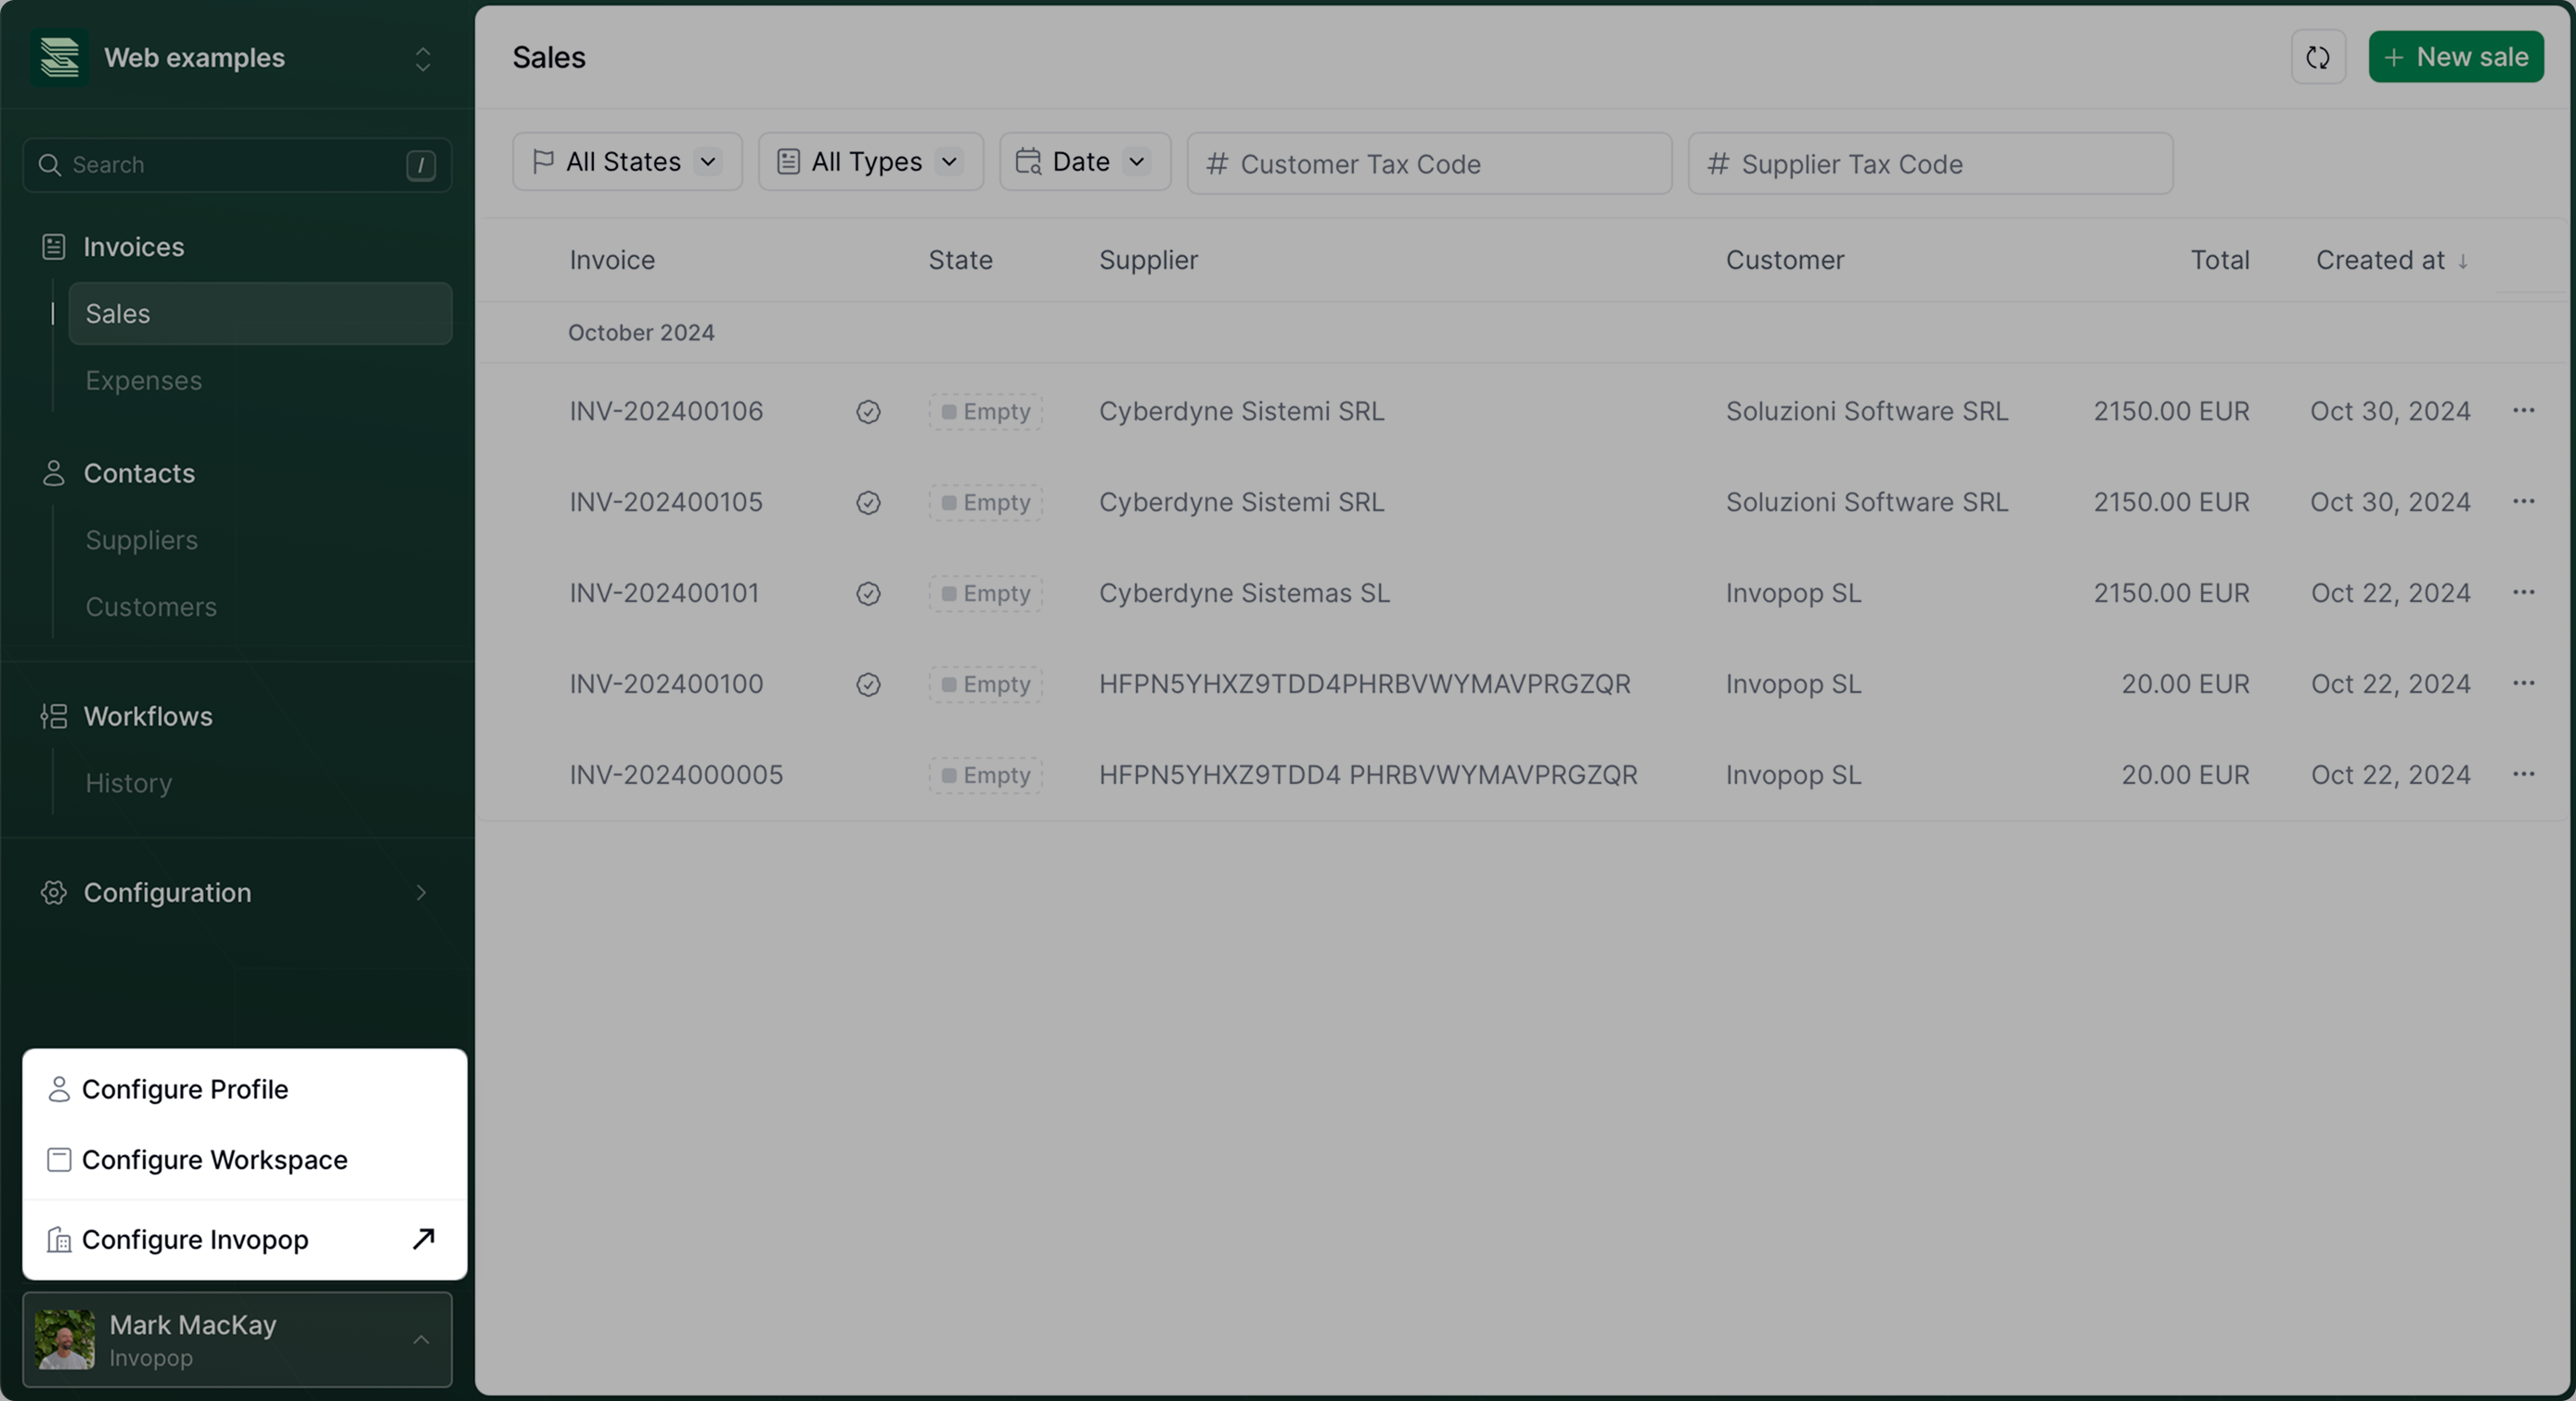 Web examples
Search /
Invoices
Sales
Expenses
Contacts
Suppliers
Customers
Workflows
History
Configuration
Configure Profile
Configure Workspace
Configure Invopop
Mark MacKay
Invopop
Sales
+ New sale
All States
All Types
Date
# Customer Tax Code
# Supplier Tax Code
Invoice State Supplier Customer Total Created at ↓
October 2024
INV-202400106 Empty Cyberdyne Sistemi SRL Soluzioni Software SRL 2150.00 EUR Oct 30, 2024 ···
INV-202400105 Empty Cyberdyne Sistemi SRL Soluzioni Software SRL 2150.00 EUR Oct 30, 2024 ···
INV-202400101 Empty Cyberdyne Sistemas SL Invopop SL 2150.00 EUR Oct 22, 2024 ···
INV-202400100 Empty HFPN5YHXZ9TDD4PHRBVWYMAVPRGZQR Invopop SL 20.00 EUR Oct 22, 2024 ···
INV-2024000005 Empty HFPN5YHXZ9TDD4 PHRBVWYMAVPRGZQR Invopop SL 20.00 EUR Oct 22, 2024 ···